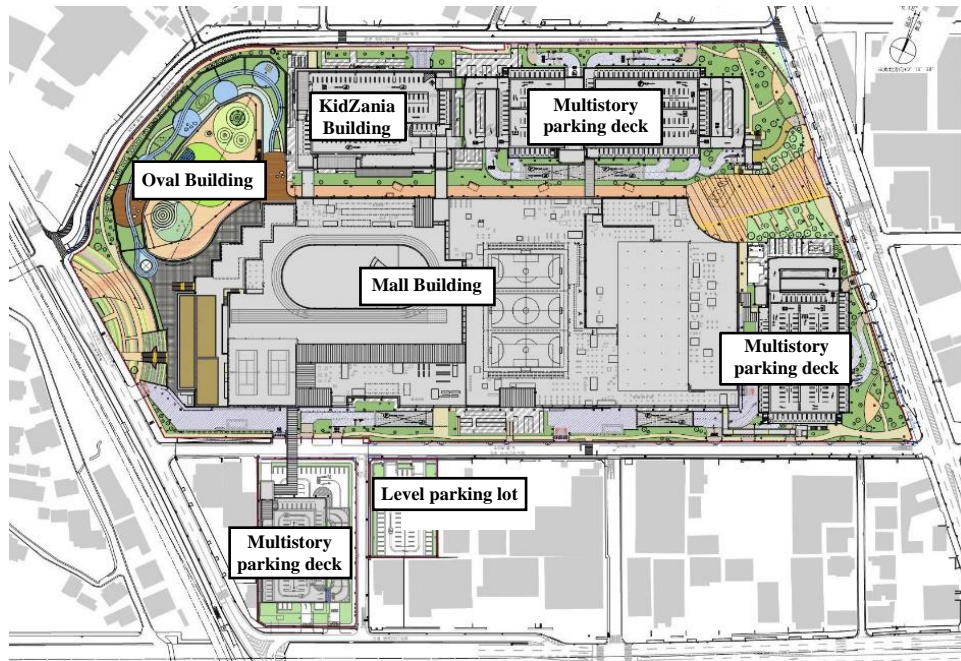 KidZania
Building
Multistory
parking deck
Oval Building
Mall Building
Multistory
parking deck
Level parking lot
Multistory
parking deck